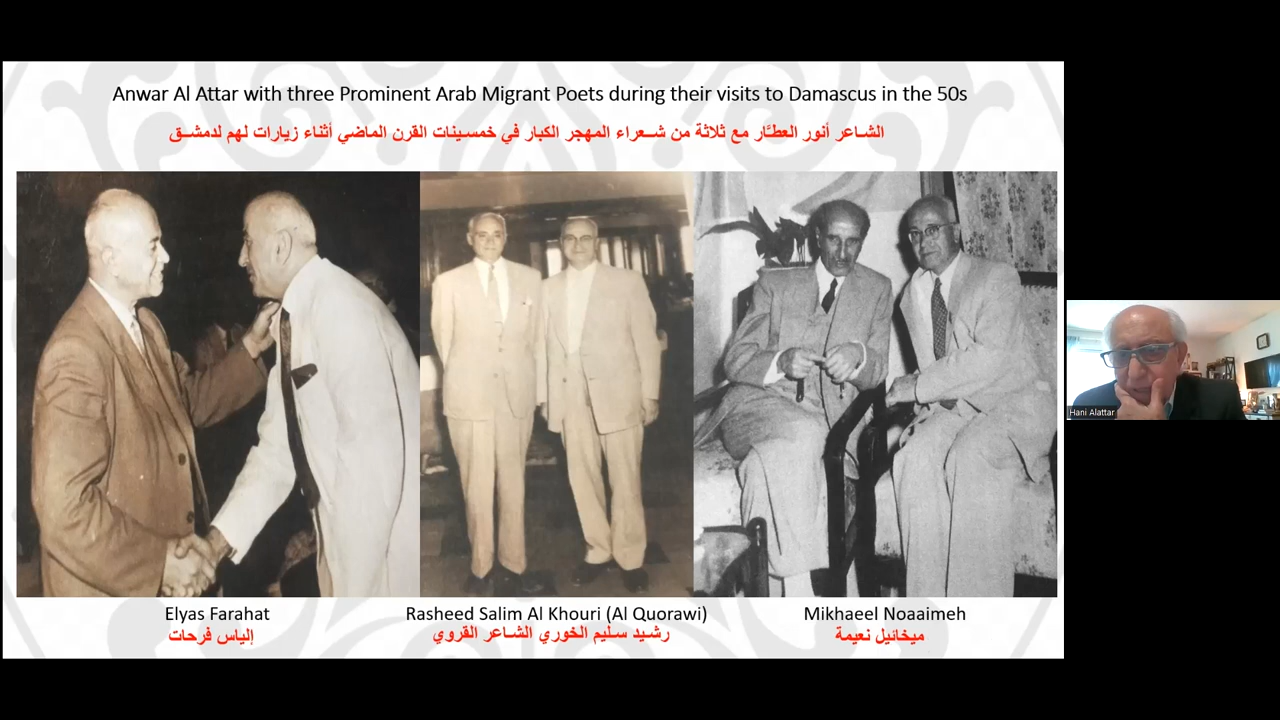 Anwar Al Attar with three Prominent Arab Migrant Poets during their visits to Damascus in the 50s
الشاعر أنور العطّار مع ثلاثة من شعراء المهجر الكبار في خمسينات القرن الماضي أثناء زيارات لهم لدمشق
Elyas Farahat
إلياس فرحات
Rasheed Salim Al Khouri (Al Quorawi)
رشيد سليم الخوري الشاعر القروي
Mikhaeel Noaaimeh
ميخائيل نعيمة
Hani Alattar